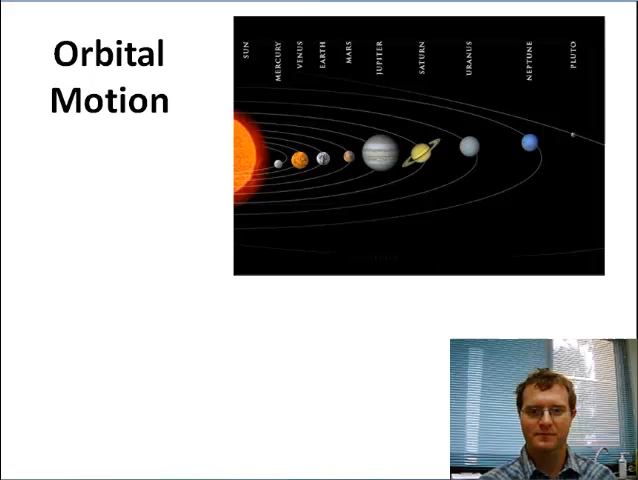 Orbital
Motion
SUN
MERCURY
VENUS
EARTH
MARS
JUPITER
SATURN
URANUS
NEPTUNE
PLUTO